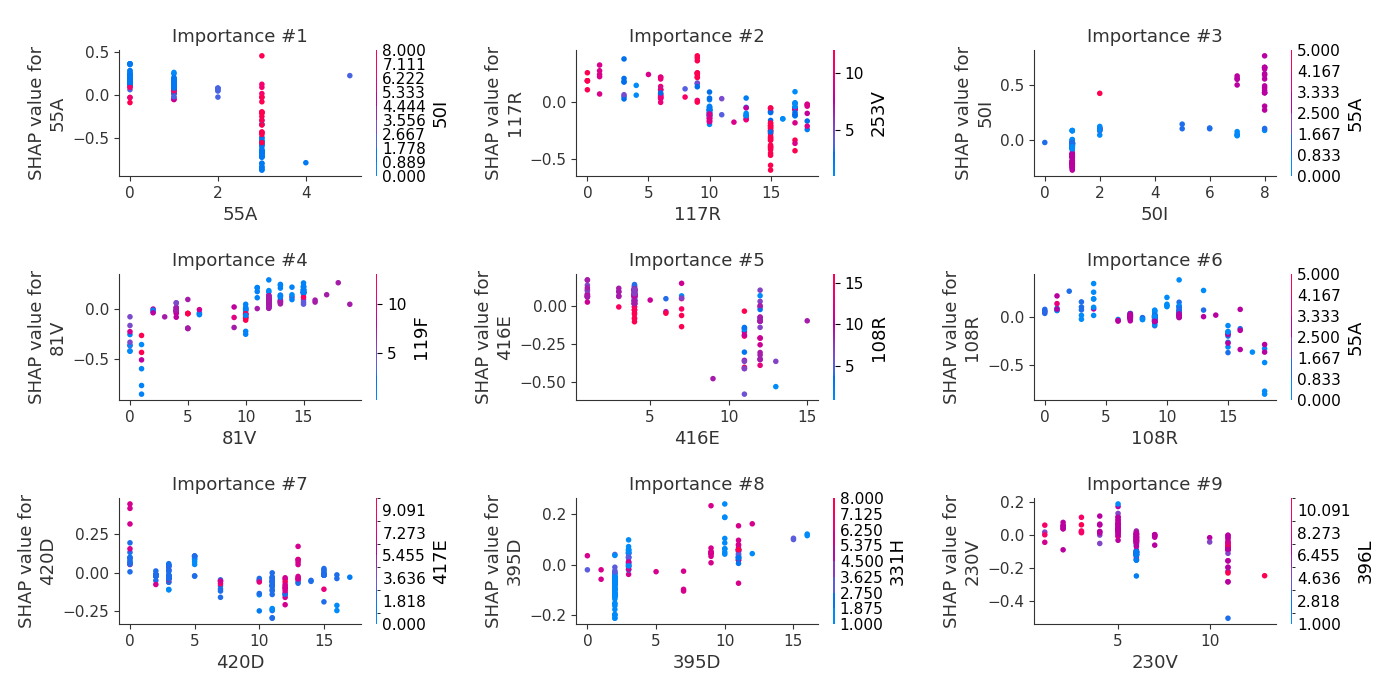 Importance #1
SHAP value for
55A
0.5
0.0
−0.5
0
2
4
55A
8.000
7.111
6.222
5.333
4.444
3.556
2.667
1.778
0.889
0.000
50I
Importance #2
SHAP value for
117R
0.0
−0.5
0
5
10
15
117R
10
5
253V
Importance #3
SHAP value for
50I
0.5
0.0
0
2
4
6
8
50I
5.000
4.167
3.333
2.500
1.667
0.833
0.000
55A
Importance #4
SHAP value for
81V
0.0
−0.5
0
5
10
15
81V
10
5
119F
Importance #5
SHAP value for
416E
0.00
−0.25
−0.50
5
10
15
416E
15
10
5
108R
Importance #6
SHAP value for
108R
0.0
−0.5
0
5
10
15
108R
5.000
4.167
3.333
2.500
1.667
0.833
0.000
55A
Importance #7
SHAP value for
420D
0.25
0.00
−0.25
0
5
10
15
420D
9.091
7.273
5.455
3.636
1.818
0.000
417E
Importance #8
SHAP value for
395D
0.2
0.0
−0.2
0
5
10
15
395D
8.000
7.125
6.250
5.375
4.500
3.625
2.750
1.875
1.000
331H
Importance #9
SHAP value for
230V
0.2
0.0
−0.2
−0.4
5
10
230V
10.091
8.273
6.455
4.636
2.818
1.000
396L